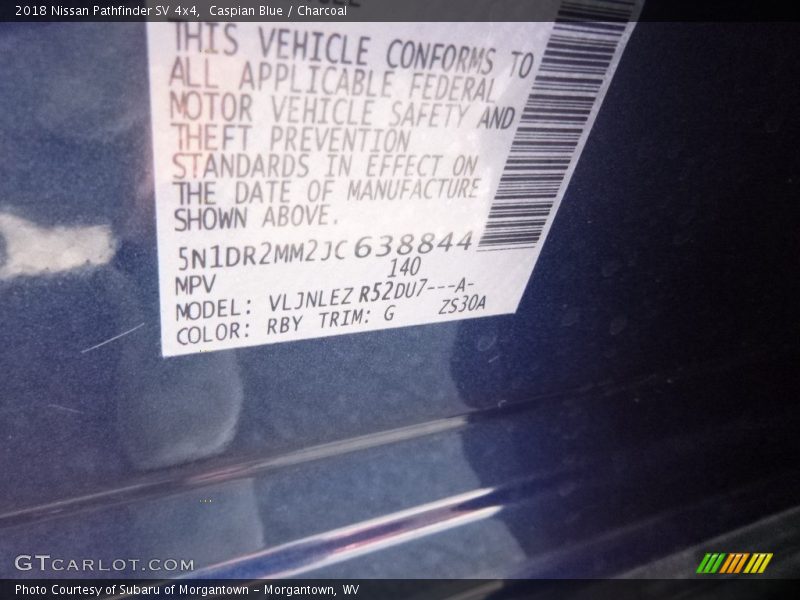 2018 Nissan Pathfinder SV 4x4, Caspian Blue / Charcoal
THIS VEHICLE CONFORMS TO
ALL APPLICABLE FEDERAL
MOTOR VEHICLE SAFETY AND
THEFT PREVENTION
STANDARDS IN EFFECT ON
THE DATE OF MANUFACTURE
SHOWN ABOVE.
5N1DR2MM2JC638844
MPV 140
MODEL: VLJNLEZ R52DU7---A-
COLOR: RBY TRIM: G ZS30A
GTCARLOT.COM
Photo Courtesy of Subaru of Morgantown - Morgantown, WV